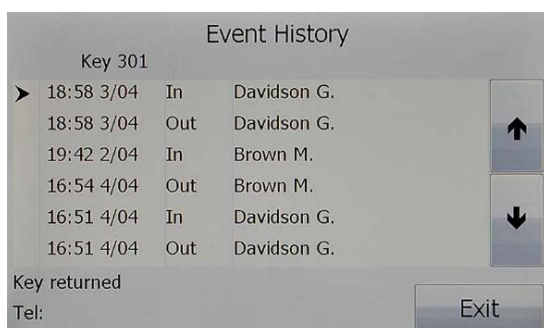 Event History
Key 301
18:58 3/04 In Davidson G.
18:58 3/04 Out Davidson G.
19:42 2/04 In Brown M.
16:54 4/04 Out Brown M.
16:51 4/04 In Davidson G.
16:51 4/04 Out Davidson G.
Key returned
Tel:
Exit